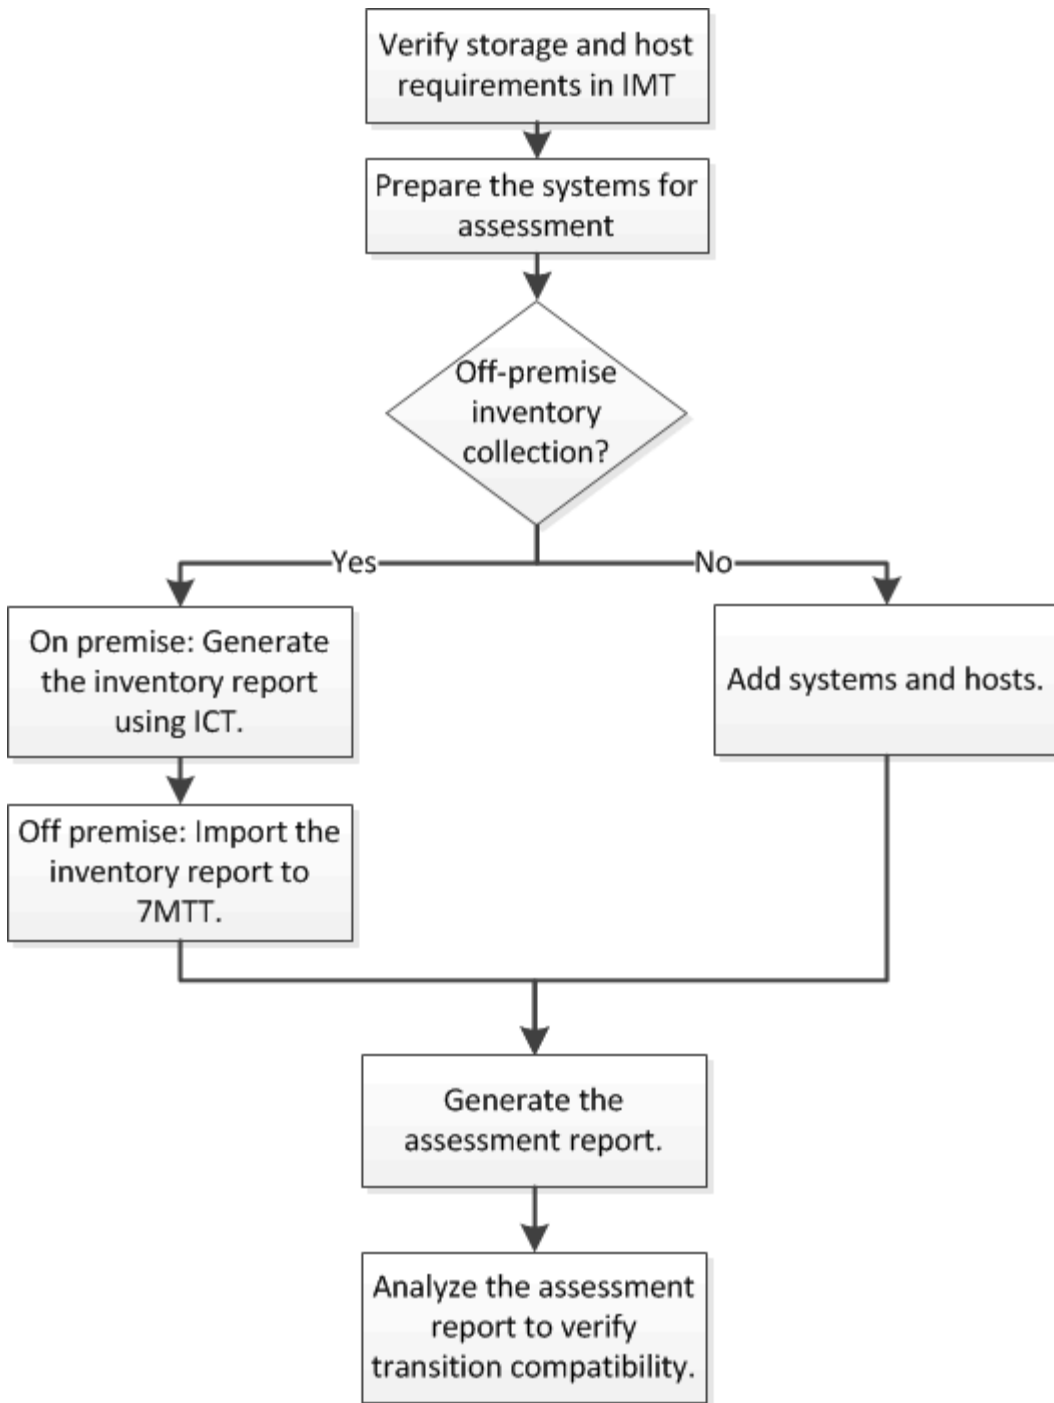 Verify storage and host
requirements in IMT
Prepare the systems for
assessment
Off-premise
inventory
collection?
Yes
No
On premise: Generate
the inventory report
using ICT.
Add systems and hosts.
Off premise: Import the
inventory report to
7MTT.
Generate the
assessment report.
Analyze the assessment
report to verify
transition compatibility.